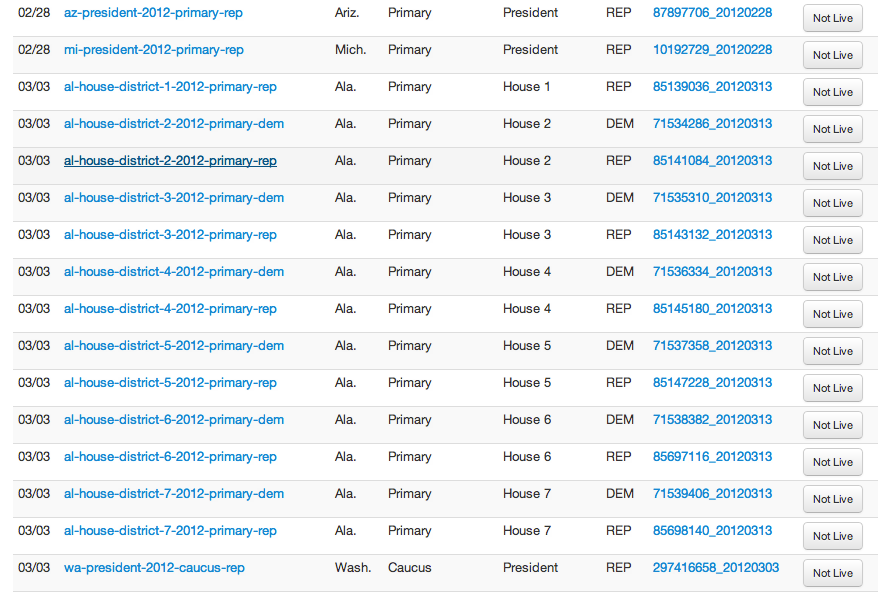 02/28 az-president-2012-primary-rep Ariz. Primary President REP 87897706_20120228 Not Live
02/28 mi-president-2012-primary-rep Mich. Primary President REP 10192729_20120228 Not Live
03/03 al-house-district-1-2012-primary-rep Ala. Primary House 1 REP 85139036_20120313 Not Live
03/03 al-house-district-2-2012-primary-dem Ala. Primary House 2 DEM 71534286_20120313 Not Live
03/03 al-house-district-2-2012-primary-rep Ala. Primary House 2 REP 85141084_20120313 Not Live
03/03 al-house-district-3-2012-primary-dem Ala. Primary House 3 DEM 71535310_20120313 Not Live
03/03 al-house-district-3-2012-primary-rep Ala. Primary House 3 REP 85143132_20120313 Not Live
03/03 al-house-district-4-2012-primary-dem Ala. Primary House 4 DEM 71536334_20120313 Not Live
03/03 al-house-district-4-2012-primary-rep Ala. Primary House 4 REP 85145180_20120313 Not Live
03/03 al-house-district-5-2012-primary-dem Ala. Primary House 5 DEM 71537358_20120313 Not Live
03/03 al-house-district-5-2012-primary-rep Ala. Primary House 5 REP 85147228_20120313 Not Live
03/03 al-house-district-6-2012-primary-dem Ala. Primary House 6 DEM 71538382_20120313 Not Live
03/03 al-house-district-6-2012-primary-rep Ala. Primary House 6 REP 85697116_20120313 Not Live
03/03 al-house-district-7-2012-primary-dem Ala. Primary House 7 DEM 71539406_20120313 Not Live
03/03 al-house-district-7-2012-primary-rep Ala. Primary House 7 REP 85698140_20120313 Not Live
03/03 wa-president-2012-caucus-rep Wash. Caucus President REP 297416658_20120303 Not Live